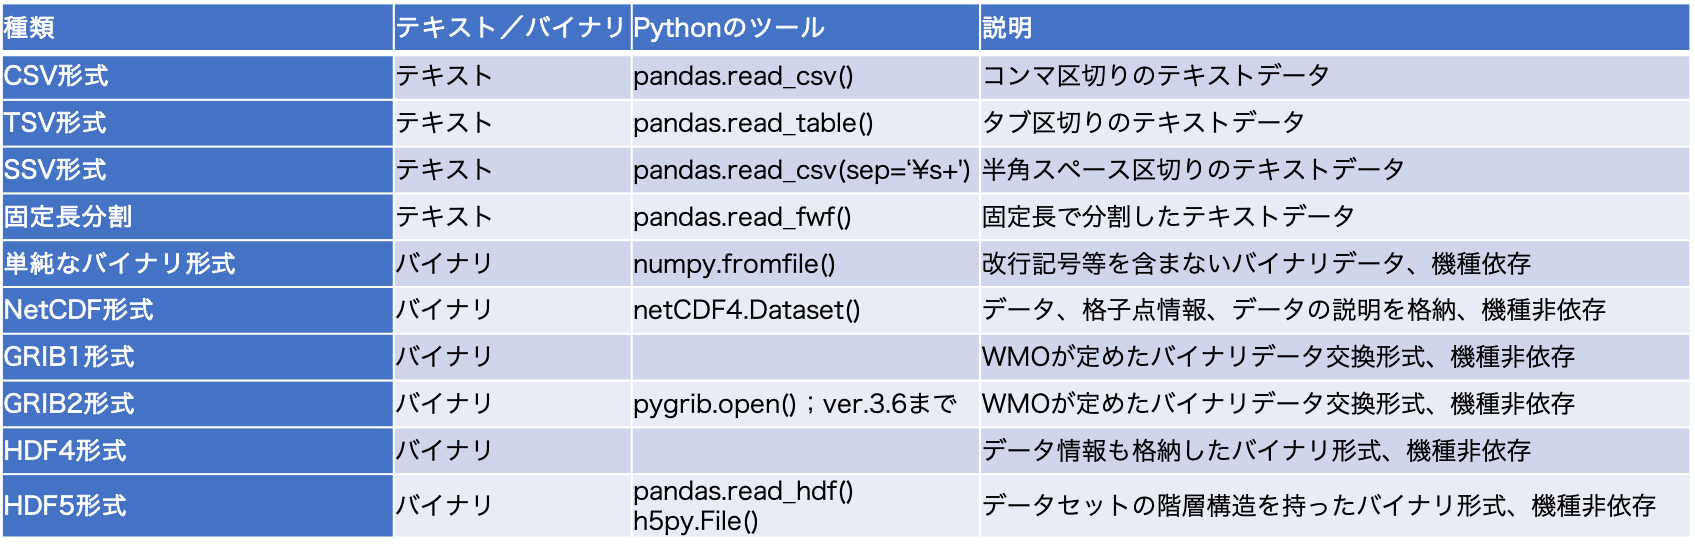 種類 テキスト／バイナリ Pythonのツール 説明
CSV形式 テキスト pandas.read_csv() コンマ区切りのテキストデータ
TSV形式 テキスト pandas.read_table() タブ区切りのテキストデータ
SSV形式 テキスト pandas.read_csv(sep=‘¥s+') 半角スペース区切りのテキストデータ
固定長分割 テキスト pandas.read_fwf() 固定長で分割したテキストデータ
単純なバイナリ形式 バイナリ numpy.fromfile() 改行記号等を含まないバイナリデータ、機種依存
NetCDF形式 バイナリ netCDF4.Dataset() データ、格子点情報、データの説明を格納、機種非依存
GRIB1形式 バイナリ WMOが定めたバイナリデータ交換形式、機種非依存
GRIB2形式 バイナリ pygrib.open()；ver.3.6まで WMOが定めたバイナリデータ交換形式、機種非依存
HDF4形式 バイナリ データ情報も格納したバイナリ形式、機種非依存
HDF5形式 バイナリ pandas.read_hdf() データセットの階層構造を持ったバイナリ形式、機種非依存
h5py.File()